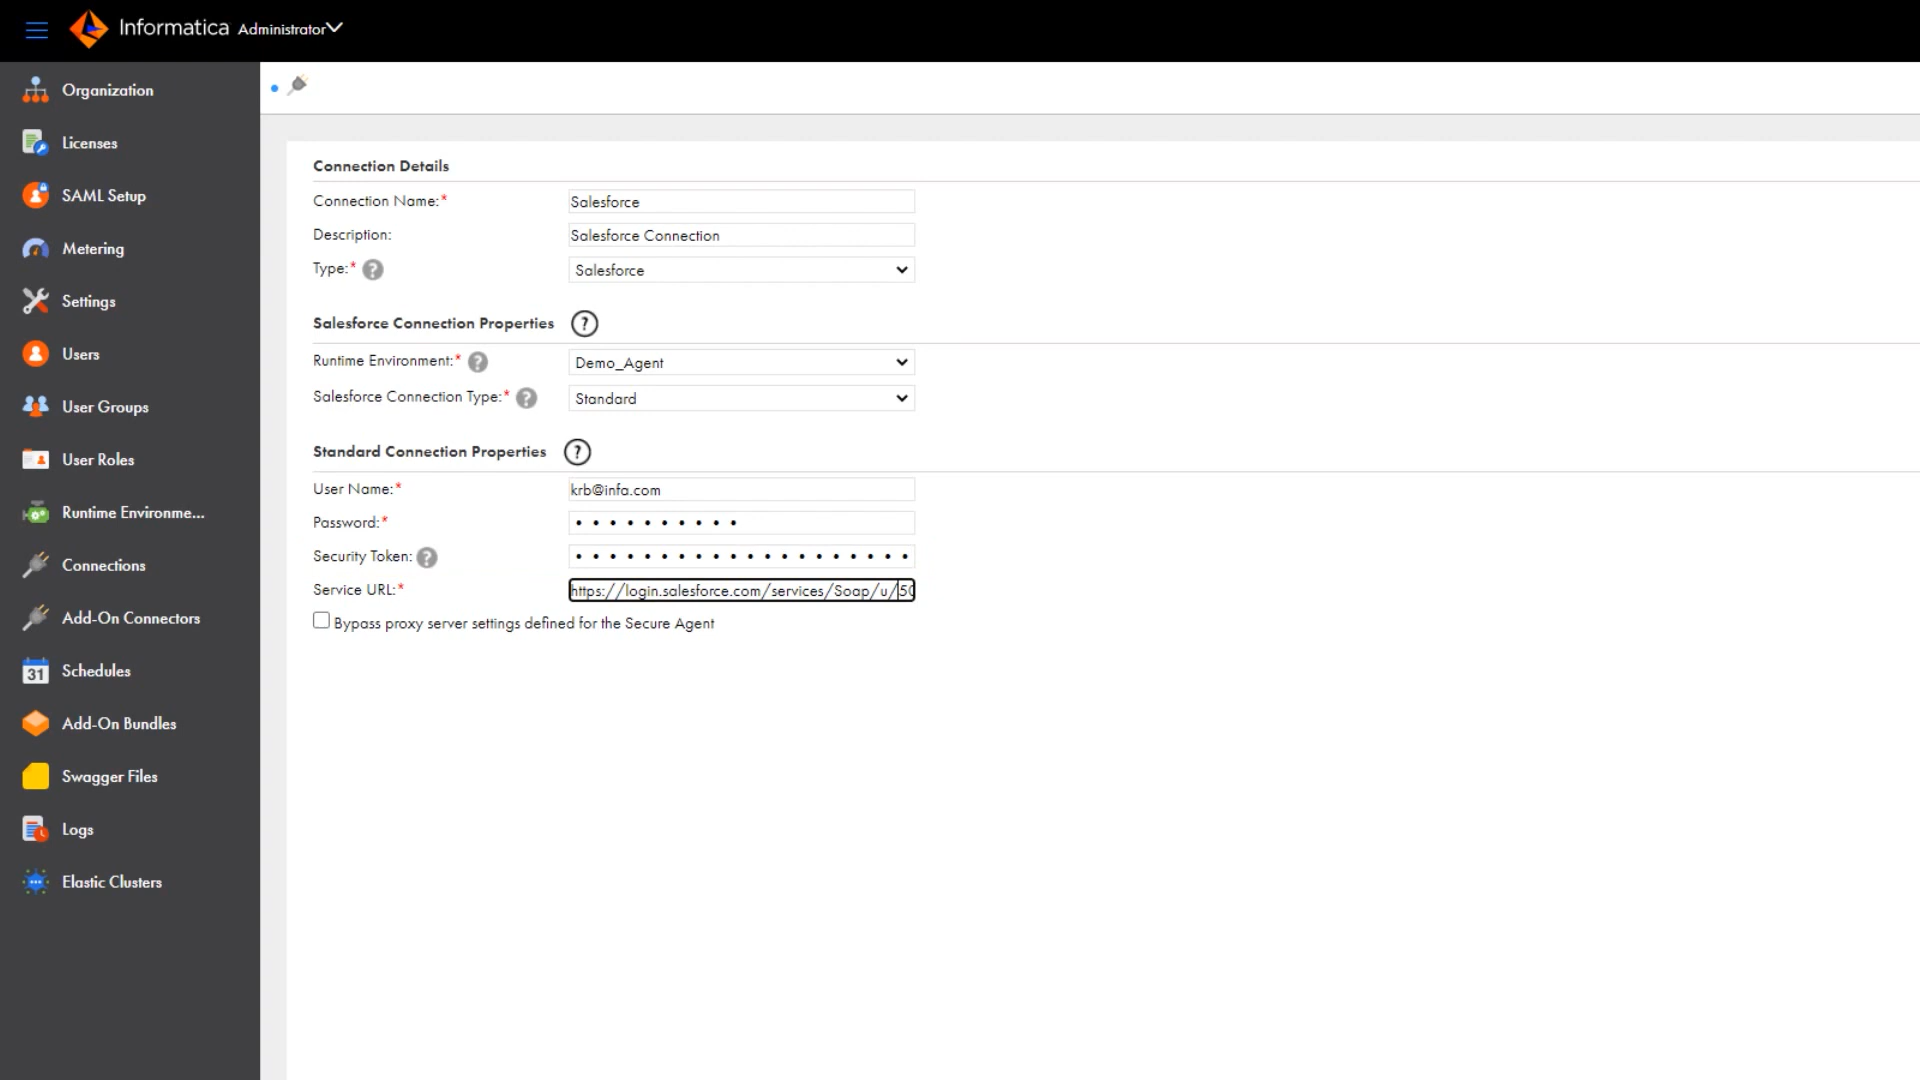 Informatica Administrator
Organization
Licenses
SAML Setup
Metering
Settings
Users
User Groups
User Roles
Runtime Environme...
Connections
Add-On Connectors
31 Schedules
Add-On Bundles
Swagger Files
Logs
Elastic Clusters
Connection Details
Connection Name:* Salesforce
Description: Salesforce Connection
Type:* ? Salesforce
Salesforce Connection Properties ?
Runtime Environment:* ? Demo_Agent
Salesforce Connection Type:* ? Standard
Standard Connection Properties ?
User Name:* krb@infa.com
Password:* ••••••••••
Security Token: ? ••••••••••••••••••••
Service URL:* https://login.salesforce.com/services/Soap/u/50
Bypass proxy server settings defined for the Secure Agent